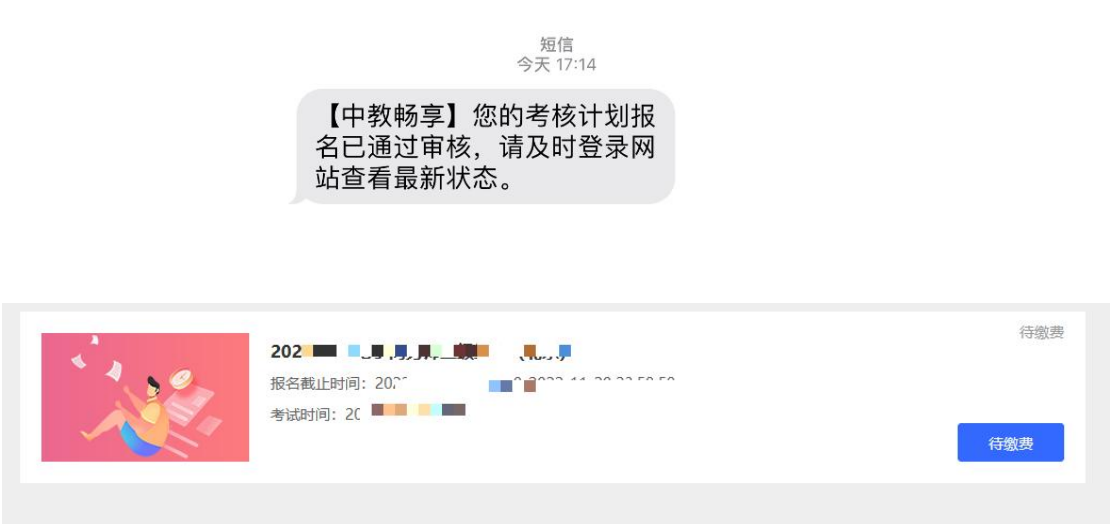 短信
今天 17:14
【中教畅享】您的考核计划报
名已通过审核，请及时登录网
站查看最新状态。
待缴费
202
报名截止时间：202
考试时间：20
待缴费